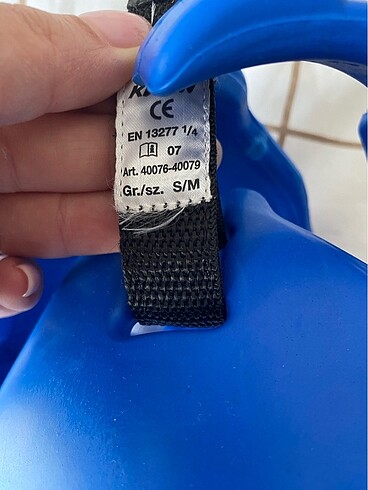 CE
EN 13277 1/4
07
Art. 40076-40079
Gr./sz. S/M